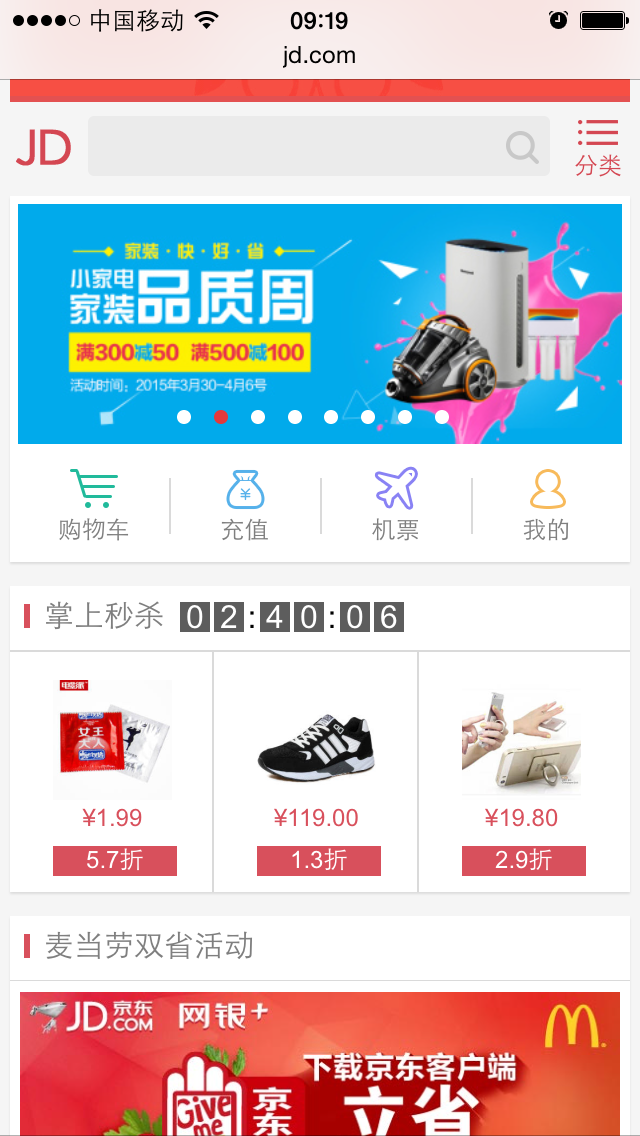 中国移动 09:19
jd.com
JD
分类
家装·快·好·省
小家电
家装品质周
满300减50 满500减100
活动时间：2015年3月30-4月6号
购物车 充值 机票 我的
掌上秒杀 02:40:06
女王
¥1.99 ¥119.00 ¥19.80
5.7折 1.3折 2.9折
麦当劳双省活动
JD京东.COM 网银+
下载京东客户端
Give me 京东 立省